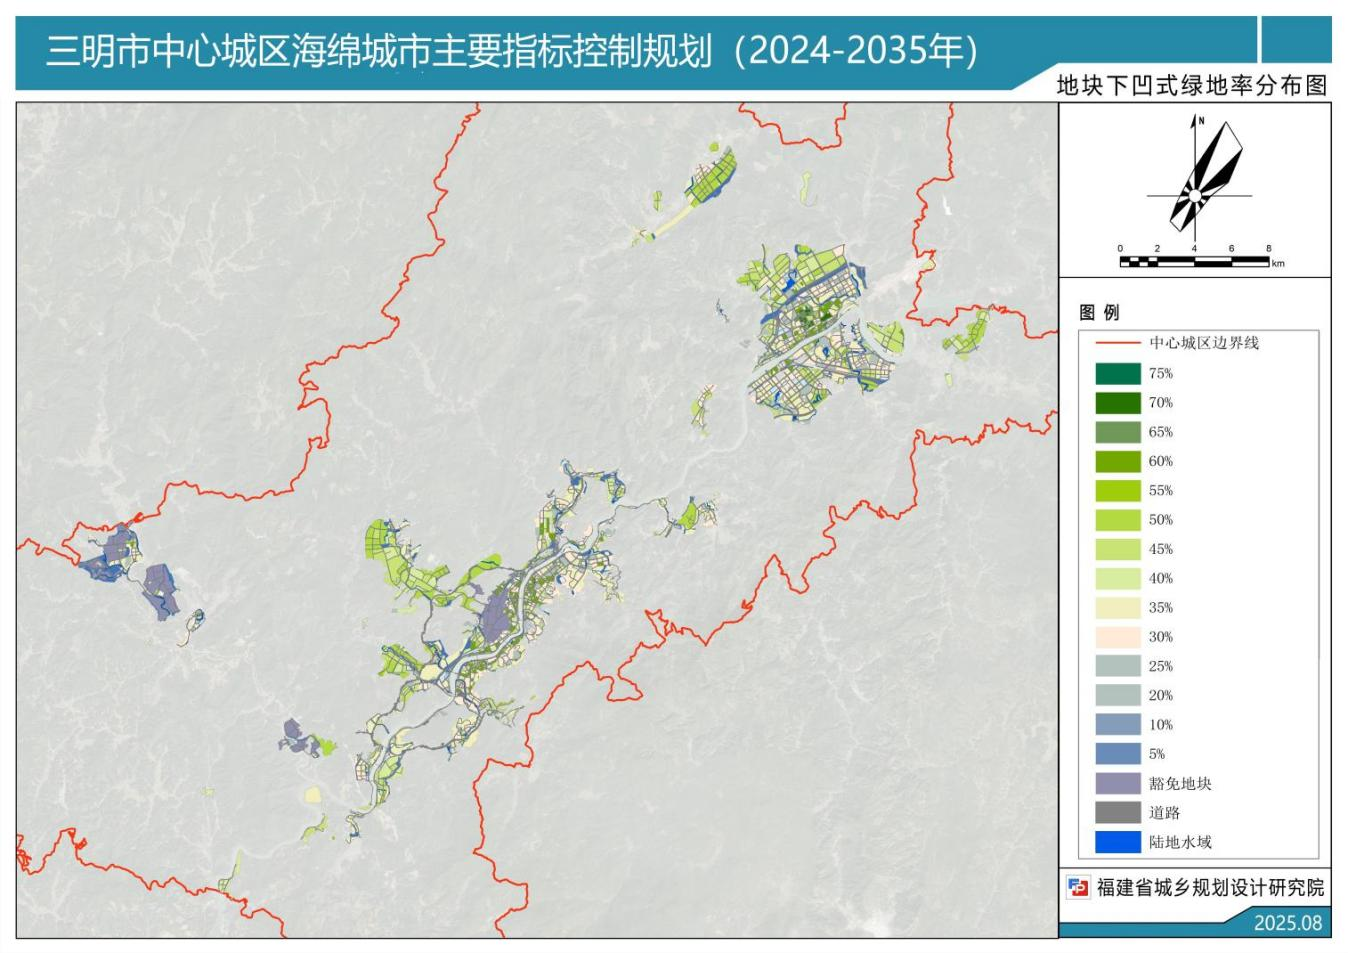 三明市中心城区海绵城市主要指标控制规划（2024-2035年）
地块下凹式绿地率分布图
N
0 2 4 6 8
km
图 例
中心城区边界线
75%
70%
65%
60%
55%
50%
45%
40%
35%
30%
25%
20%
10%
5%
豁免地块
道路
陆地水域
福建省城乡规划设计研究院
2025.08